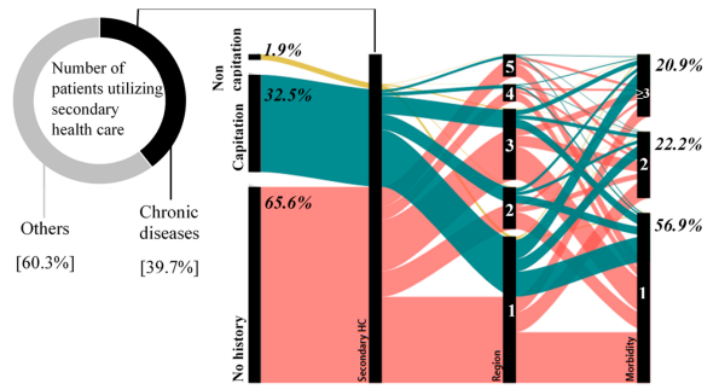 Number of
patients utilizing
secondary
health care
Others
[60.3%]
Chronic
diseases
[39.7%]
Non
capitation
1.9%
Capitation
32.5%
No history
65.6%
Secondary HC
5
4
3
2
1
Region
20.9%
≥3
22.2%
2
56.9%
1
Morbidity